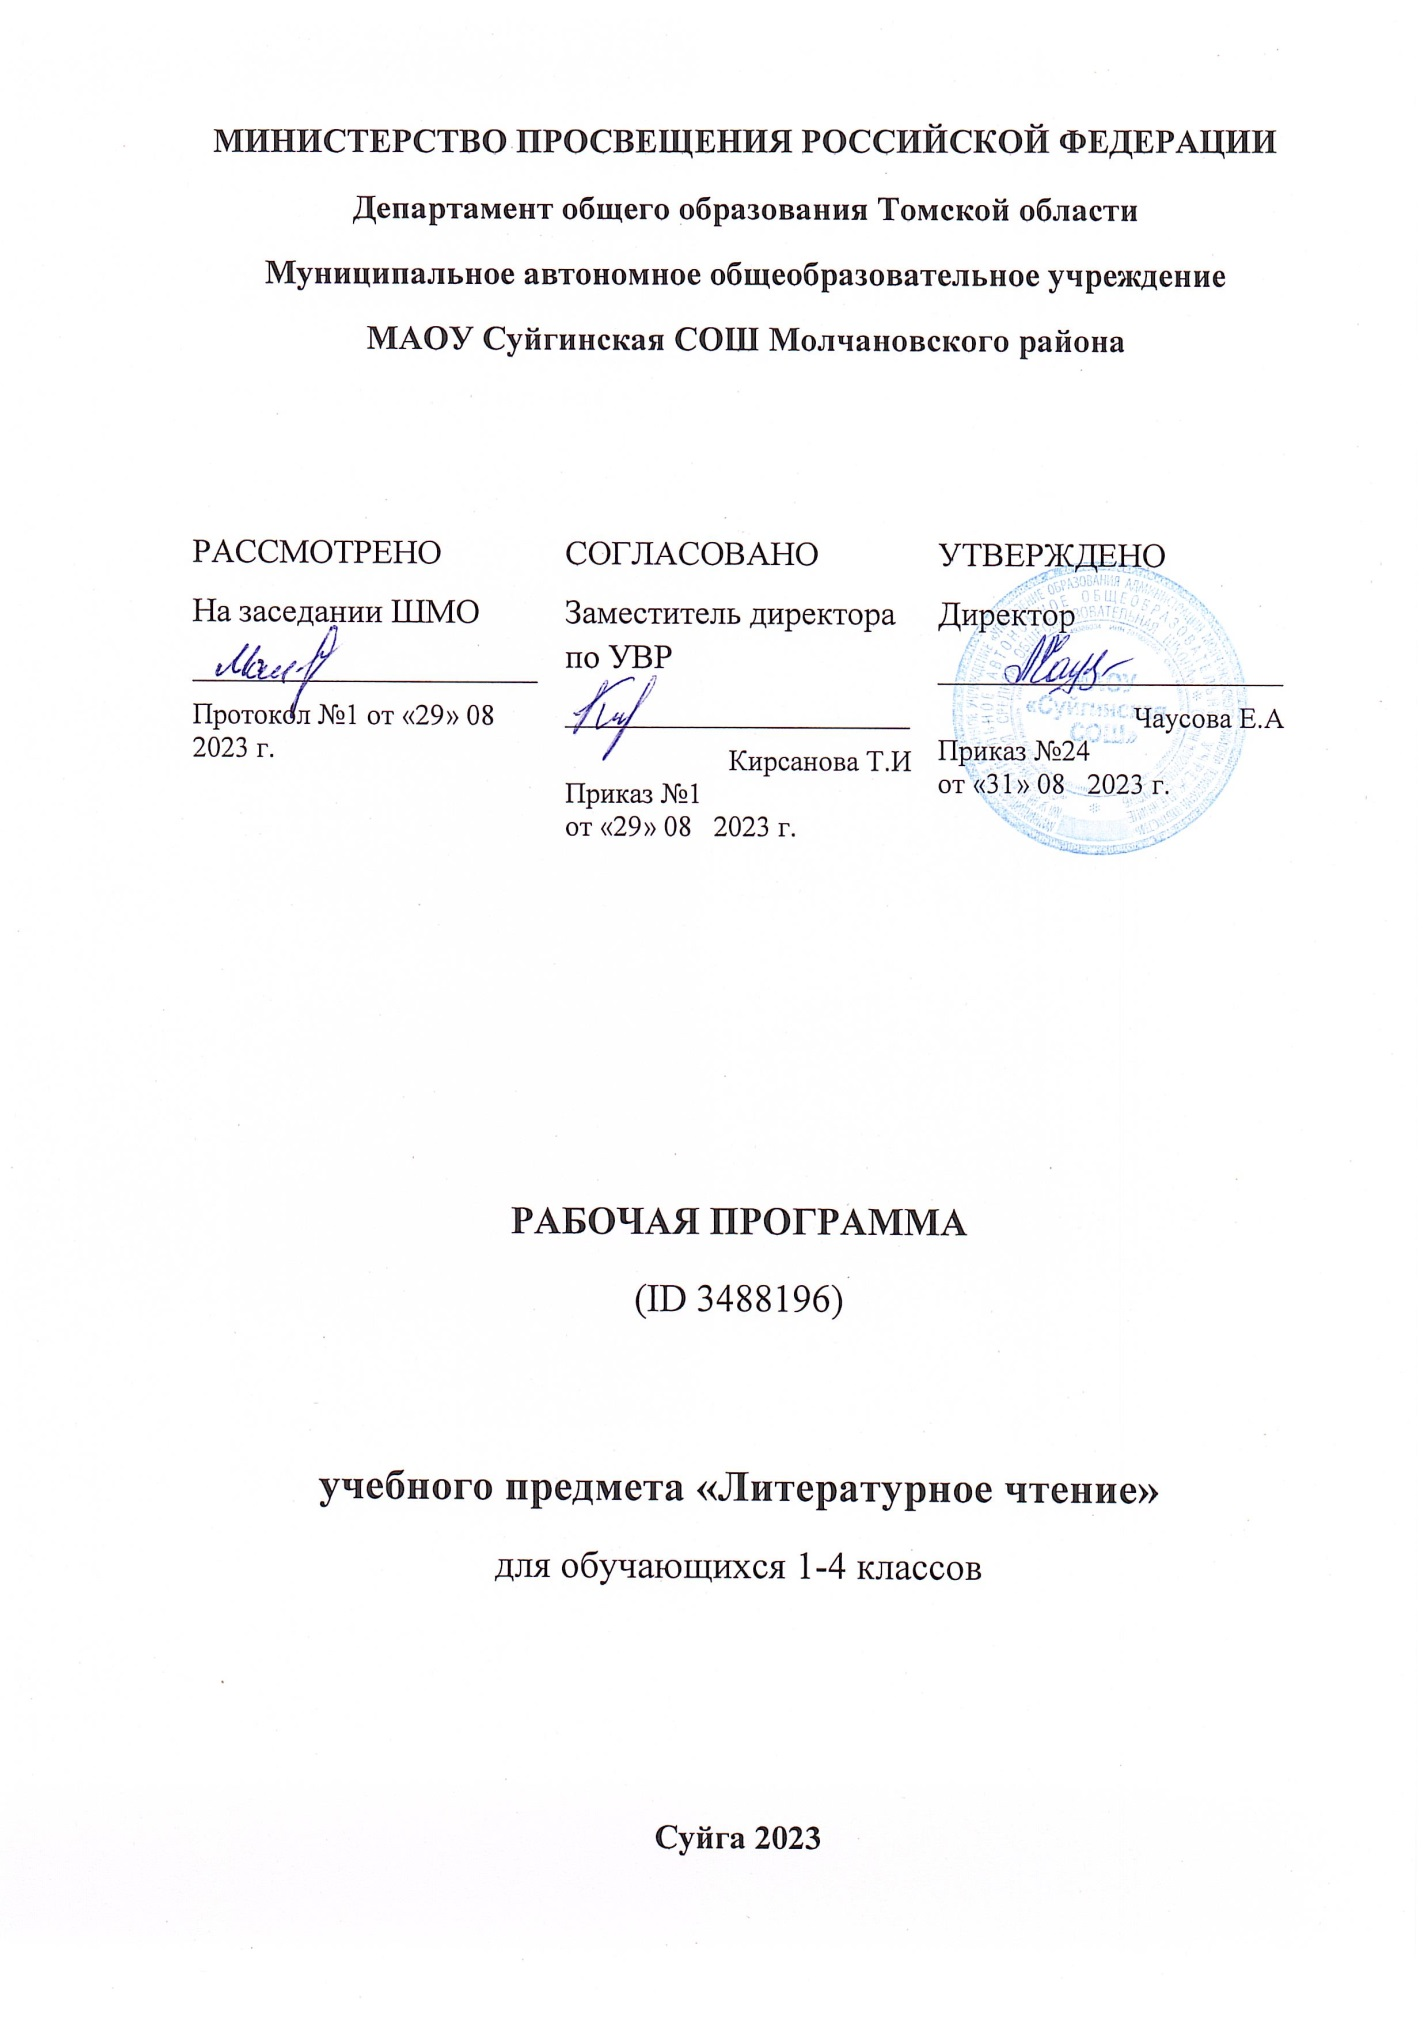 МИНИСТЕРСТВО ПРОСВЕЩЕНИЯ РОССИЙСКОЙ ФЕДЕРАЦИИ
Департамент общего образования Томской области
Муниципальное автономное общеобразовательное учреждение
МАОУ Суйгинская СОШ Молчановского района
РАССМОТРЕНО
На заседании ШМО
Протокол №1 от «29» 08
2023 г.
СОГЛАСОВАНО
Заместитель директора
по УВР
Кирсанова Т.И
Приказ №1
от «29» 08 2023 г.
УТВЕРЖДЕНО
Директор
Чаусова Е.А
Приказ №24
от «31» 08 2023 г.
«Суйгинская
СОШ»
РАБОЧАЯ ПРОГРАММА
(ID 3488196)
учебного предмета «Литературное чтение»
для обучающихся 1-4 классов
Суйга 2023